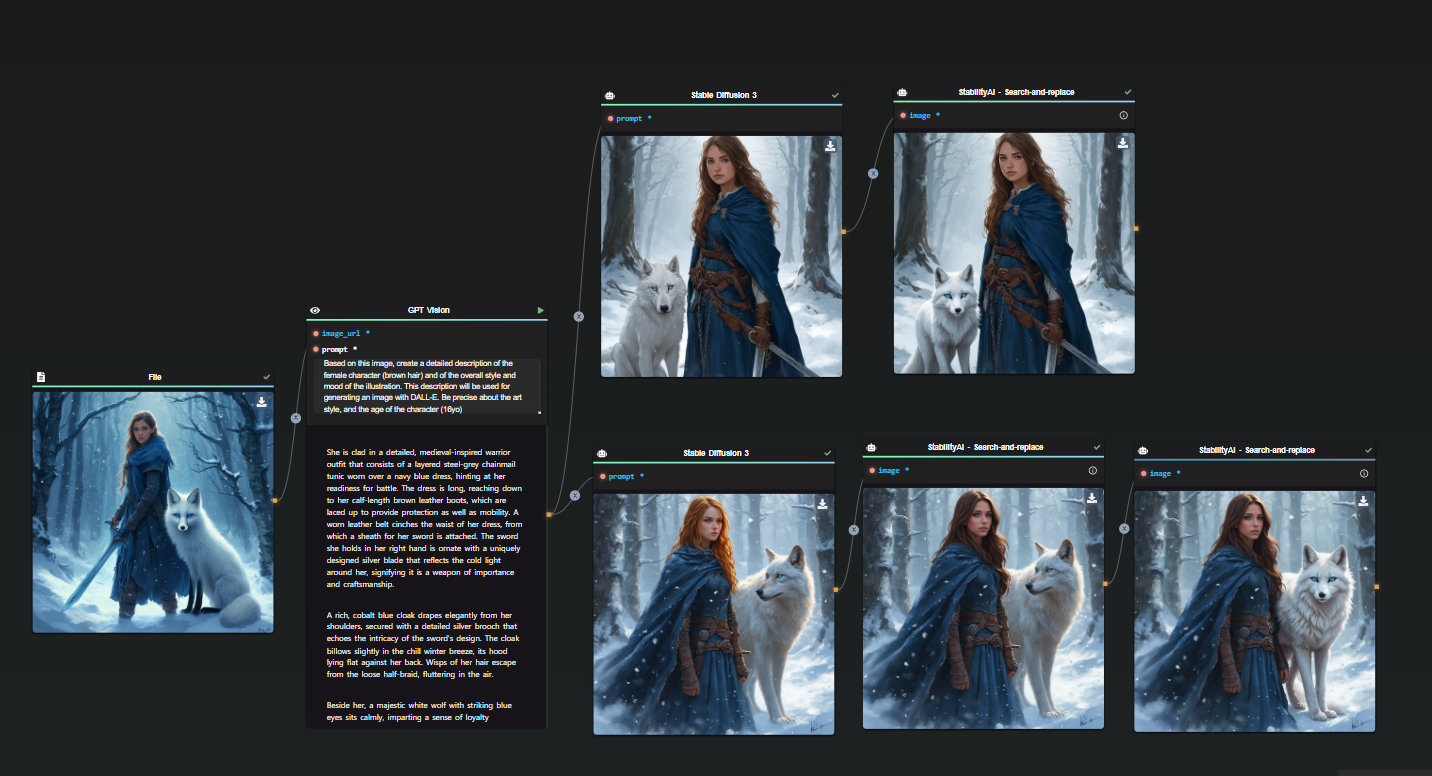 File
GPT Vision
image_url *
prompt *
Based on this image, create a detailed description of the
female character (brown hair) and of the overall style and
mood of the illustration. This description will be used for
generating an image with DALL-E. Be precise about the art
style, and the age of the character (16yo)
She is clad in a detailed, medieval-inspired warrior
outfit that consists of a layered steel-grey chainmail
tunic worn over a navy blue dress, hinting at her
readiness for battle. The dress is long, reaching down
to her calf-length brown leather boots, which are
laced up to provide protection as well as mobility. A
worn leather belt cinches the waist of her dress, from
which a sheath for her sword is attached. The sword
she holds in her right hand is ornate with a uniquely
designed silver blade that reflects the cold light
around her, signifying it is a weapon of importance
and craftsmanship.
A rich, cobalt blue cloak drapes elegantly from her
shoulders, secured with a detailed silver brooch that
echoes the intricacy of the sword's design. The cloak
billows slightly in the chill winter breeze, its hood
lying flat against her back. Wisps of her hair escape
from the loose half-braid, fluttering in the air.
Beside her, a majestic white wolf with striking blue
eyes sits calmly, imparting a sense of loyalty
Stable Diffusion 3
prompt *
StabilityAI - Search-and-replace
image *
Stable Diffusion 3
prompt *
StabilityAI - Search-and-replace
image *
StabilityAI - Search-and-replace
image *